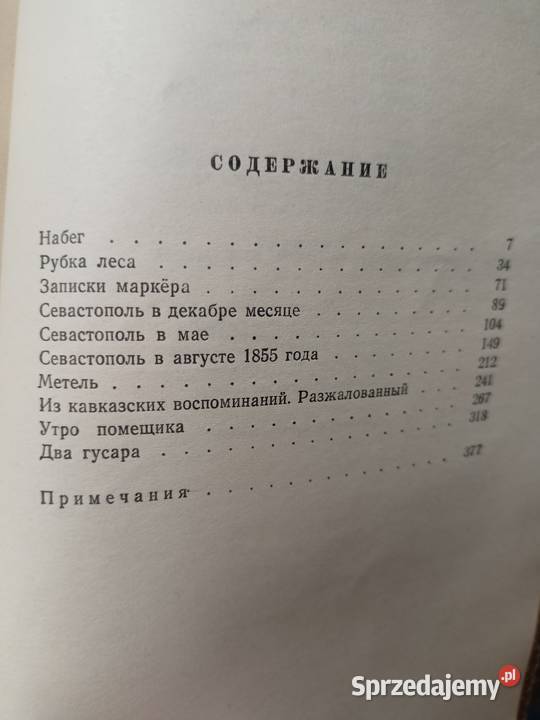 СОДЕРЖАНИЕ
Набег . . . . . . . . . . . . . . . . . 7
Рубка леса . . . . . . . . . . . . . . 34
Записки маркёра . . . . . . . . . . . . 71
Севастополь в декабре месяце . . . . . . . 89
Севастополь в мае . . . . . . . . . . . 104
Севастополь в августе 1855 года . . . . . . . 149
Метель . . . . . . . . . . . . . . . . 212
Из кавказских воспоминаний. Разжалованный . . . 241
Утро помещика . . . . . . . . . . . . . 267
Два гусара . . . . . . . . . . . . . . 318
Примечания . . . . . . . . . . . . . 377
Sprzedajemy.pl